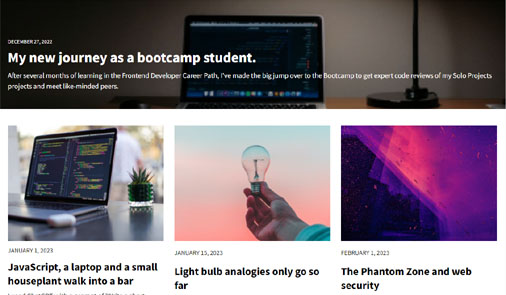 DECEMBER 27, 2022
My new journey as a bootcamp student.
After several months of learning in the Frontend Developer Career Path, I've made the big jump over to the Bootcamp to get expert code reviews of my Solo Projects
projects and meet like-minded peers.
JANUARY 1, 2023
JavaScript, a laptop and a small
houseplant walk into a bar
JANUARY 15, 2023
Light bulb analogies only go so
far
FEBRUARY 1, 2023
The Phantom Zone and web
security